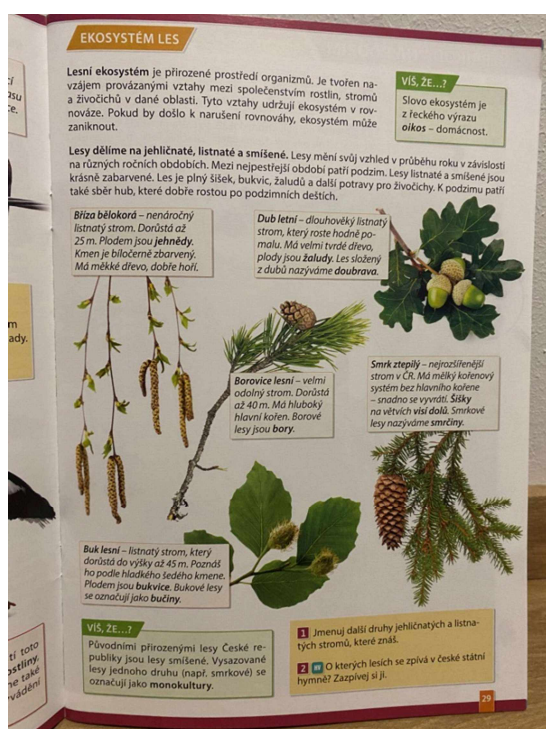 EKOSYSTÉM LES
Lesní ekosystém je přirozené prostředí organizmů. Je tvořen na-
vzájem provázanými vztahy mezi společenstvím rostlin, stromů
a živočichů v dané oblasti. Tyto vztahy udržují ekosystém v rov-
nováze. Pokud by došlo k narušení rovnováhy, ekosystém může
zaniknout.
VÍŠ, ŽE…?
Slovo ekosystém je
z řeckého výrazu
oikos – domácnost.
Lesy dělíme na jehličnaté, listnaté a smíšené. Lesy mění svůj vzhled v průběhu roku v závislosti
na různých ročních obdobích. Mezi nejpestřejší období patří podzim. Lesy listnaté a smíšené jsou
krásně zabarvené. Les je plný šišek, bukvic, žaludů a další potravy pro živočichy. K podzimu patří
také sběr hub, které dobře rostou po podzimních deštích.
Bříza bělokorá – nenáročný
listnatý strom. Dorůstá až
25 m. Plodem jsou jehnědy.
Kmen je bíločerně zbarvený.
Má měkké dřevo, dobře hoří.
Dub letní – dlouhověký listnatý
strom, který roste hodně po-
malu. Má velmi tvrdé dřevo,
plody jsou žaludy. Les složený
z dubů nazýváme doubrava.
Borovice lesní – velmi
odolný strom. Dorůstá
až 40 m. Má hluboký
hlavní kořen. Borové
lesy jsou bory.
Smrk ztepilý – nejrozšířenější
strom v ČR. Má mělký kořenový
systém bez hlavního kořene
– snadno se vyvrátí. Šišky
na větvích visí dolů. Smrkové
lesy nazýváme smrčiny.
Buk lesní – listnatý strom, který
dorůstá do výšky až 45 m. Poznáš
ho podle hladkého šedého kmene.
Plodem jsou bukvice. Bukové lesy
se označují jako bučiny.
VÍŠ, ŽE…?
Původními přirozenými lesy České re-
publiky jsou lesy smíšené. Vysazované
lesy jednoho druhu (např. smrkové) se
označují jako monokultury.
1 Jmenuj další druhy jehličnatých a listna-
tých stromů, které znáš.
2 O kterých lesích se zpívá v české státní
hymně? Zazpívej si ji.
29
ady.
tí toto
ostliny,
ne také
vádění